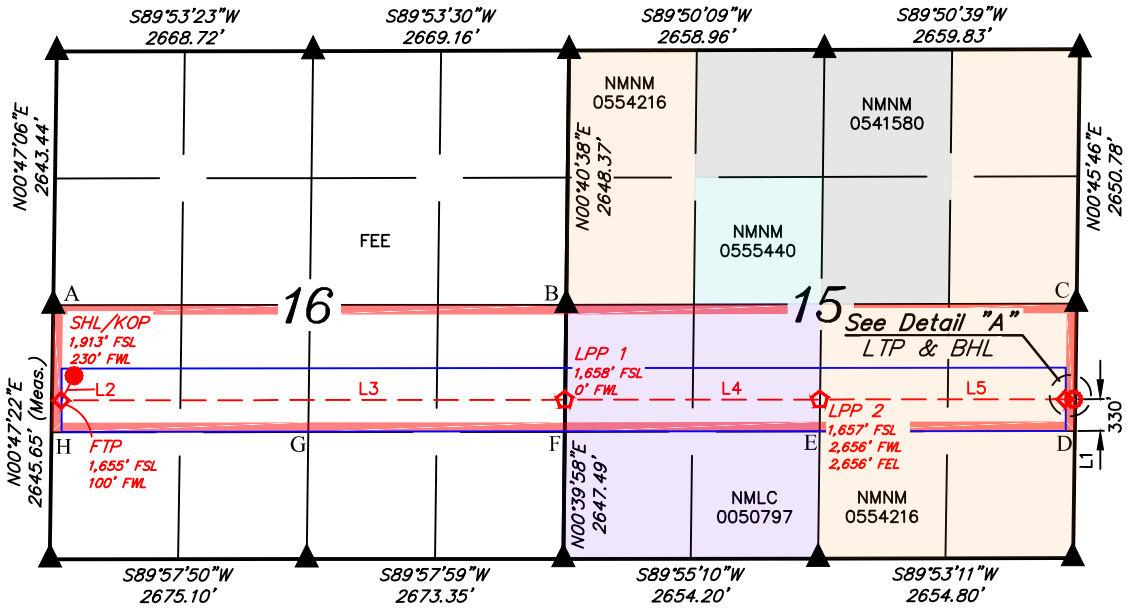 S89°53'23"W
2668.72'
S89°53'30"W
2669.16'
S89°50'09"W
2658.96'
S89°50'39"W
2659.83'
N00°47'06"E
2643.44'
NMNM
0554216
N00°40'38"E
2648.37'
NMNM
0541580
N00°45'46"E
2650.78'
FEE
NMNM
0555440
A
B
C
16
15
SHL/KOP
1,913' FSL
230' FWL
See Detail "A"
LTP & BHL
LPP 1
1,658' FSL
0' FWL
L2
L3
L4
L5
330'
N00°47'22"E
2645.65' (Meas.)
LPP 2
1,657' FSL
2,656' FWL
2,656' FEL
H
G
F
E
D
L1
FTP
1,655' FSL
100' FWL
N00°39'58"E
2647.49'
NMLC
0050797
NMNM
0554216
S89°57'50"W
2675.10'
S89°57'59"W
2673.35'
S89°55'10"W
2654.20'
S89°53'11"W
2654.80'